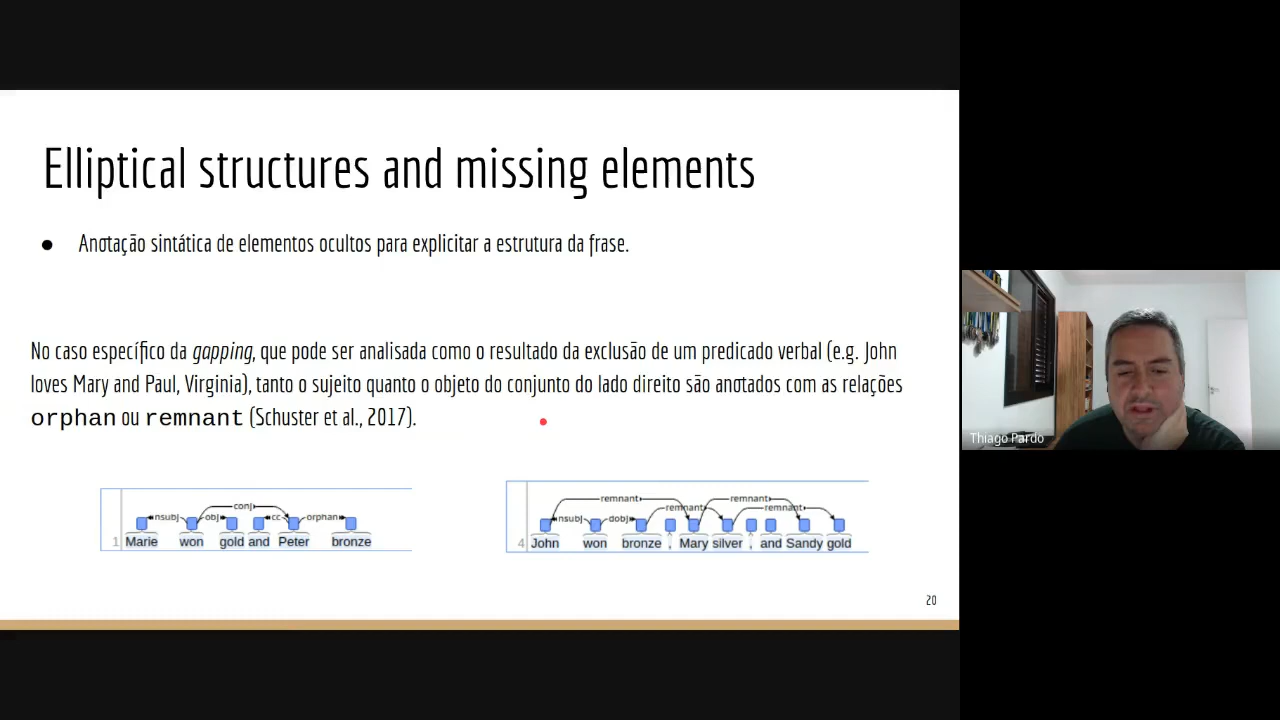 Elliptical structures and missing elements
● Anotação sintática de elementos ocultos para explicitar a estrutura da frase.
No caso específico da gapping, que pode ser analisada como o resultado da exclusão de um predicado verbal (e.g. John
loves Mary and Paul, Virginia), tanto o sujeito quanto o objeto do conjunto do lado direito são anotados com as relações
orphan ou remnant (Schuster et al., 2017).
conj
nsubj obj cc orphan
1 Marie won gold and Peter bronze
remnant remnant
nsubj dobj remnant remnant
4 John won bronze , Mary silver , and Sandy gold
20
Thiago Pardo